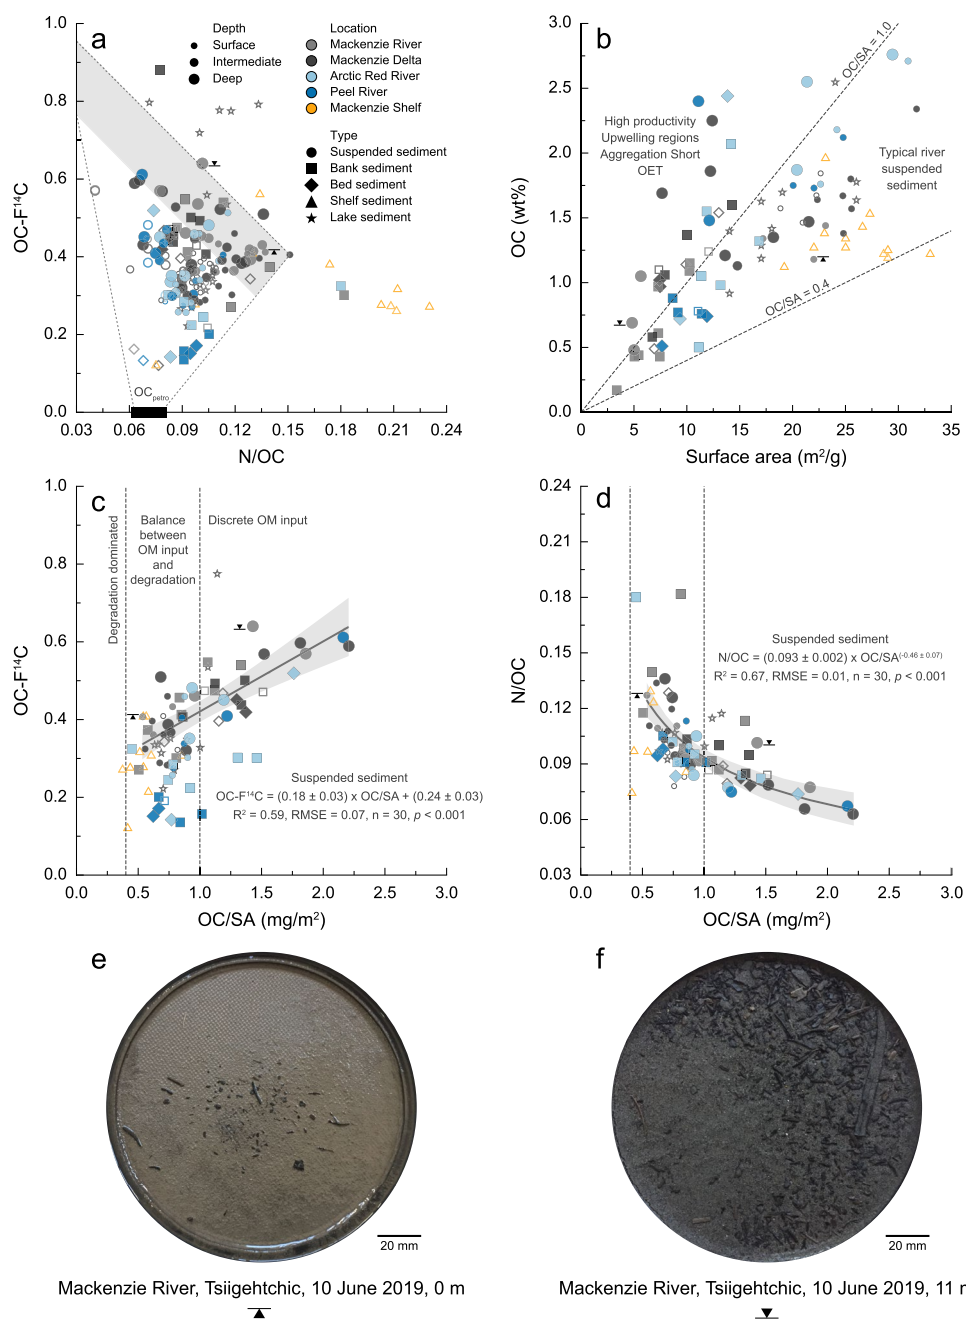 a
Depth
Surface
Intermediate
Deep
Location
Mackenzie River
Mackenzie Delta
Arctic Red River
Peel River
Mackenzie Shelf
Type
Suspended sediment
Bank sediment
Bed sediment
Shelf sediment
Lake sediment
OC-F¹⁴C
1.0
0.8
0.6
0.4
0.2
0.0
OCpetro
0.03 0.06 0.09 0.12 0.15 0.18 0.21 0.24
N/OC
b
OC (wt%)
3.0
2.5
2.0
1.5
1.0
0.5
0.0
High productivity
Upwelling regions
Aggregation Short
OET
OC/SA = 1.0
Typical river
suspended
sediment
OC/SA = 0.4
0 5 10 15 20 25 30 35
Surface area (m²/g)
c
OC-F¹⁴C
1.0
0.8
0.6
0.4
0.2
0.0
Degradation dominated
Balance
between
OM input
and
degradation
Discrete OM input
Suspended sediment
OC-F¹⁴C = (0.18 ± 0.03) x OC/SA + (0.24 ± 0.03)
R² = 0.59, RMSE = 0.07, n = 30, p < 0.001
0.0 0.5 1.0 1.5 2.0 2.5 3.0
OC/SA (mg/m²)
d
N/OC
0.24
0.21
0.18
0.15
0.12
0.09
0.06
0.03
Suspended sediment
N/OC = (0.093 ± 0.002) x OC/SA⁽⁻⁰·⁴⁶ ± ⁰·⁰⁷⁾
R² = 0.67, RMSE = 0.01, n = 30, p < 0.001
0.0 0.5 1.0 1.5 2.0 2.5 3.0
OC/SA (mg/m²)
e
20 mm
Mackenzie River, Tsiigehtchic, 10 June 2019, 0 m
f
20 mm
Mackenzie River, Tsiigehtchic, 10 June 2019, 11 m